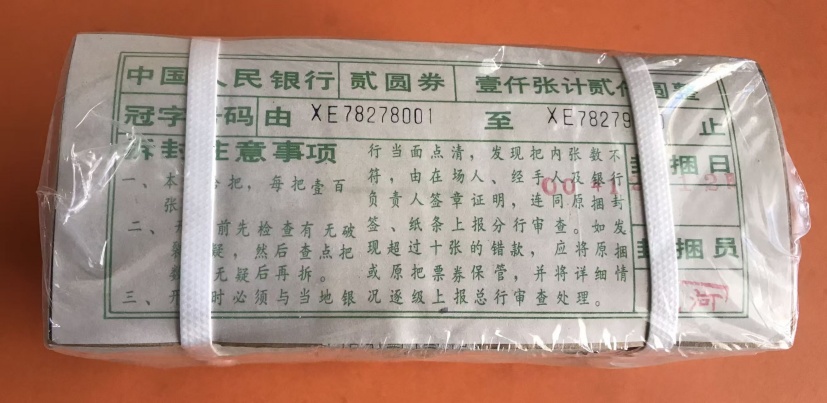 中国 人民银行 贰圆券 壹仟张计贰仟圆整
冠字 号码 由 XE78278001 至 XE78279 止
拆封注意事项
一、本 把，每把壹百
张
二、 前先检查有无破
疑，然后查点把
无疑后再拆。
三、开 时必须与当地银
行当面点清，发现把内张数不
符，由在场人、经手人及银行
负责人签章证明，连同原捆封
签、纸条上报分行审查。如发
现超过十张的错款，应将原捆
或原把票券保管，并将详细情
况逐级上报总行审查处理。
封捆日
封捆员